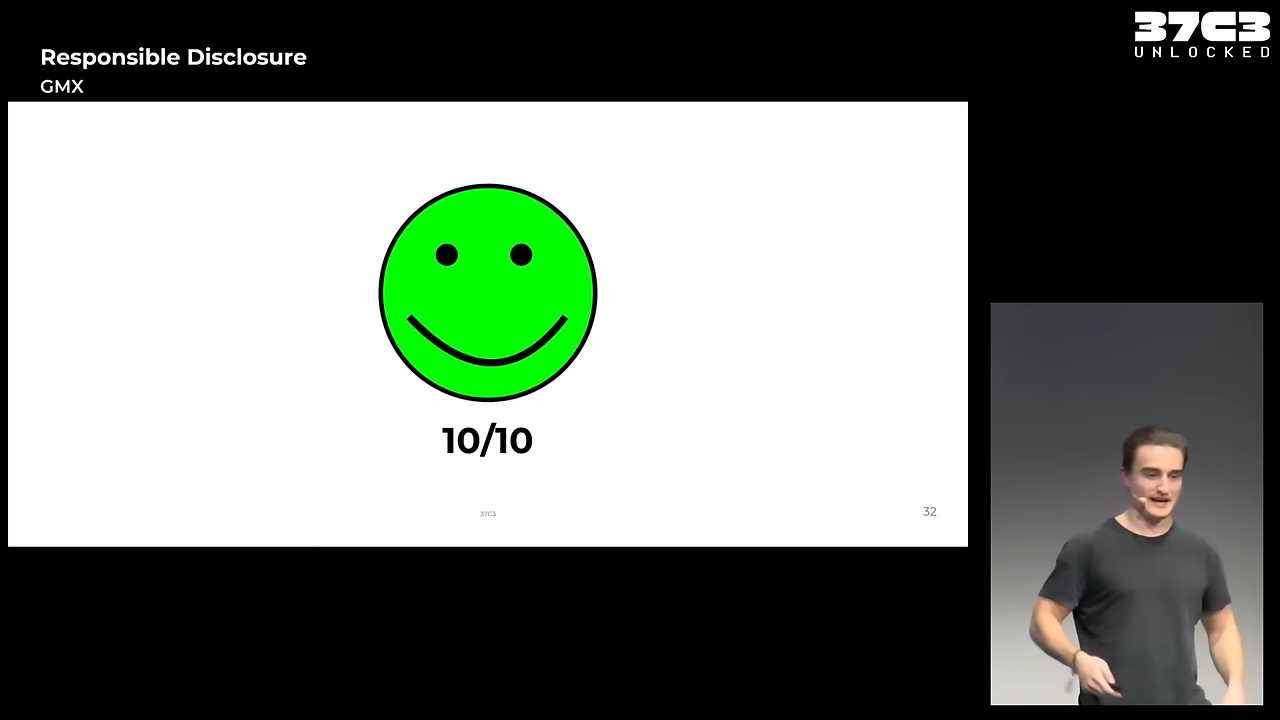 Responsible Disclosure
GMX
37C3
UNLOCKED
10/10
37C3
32